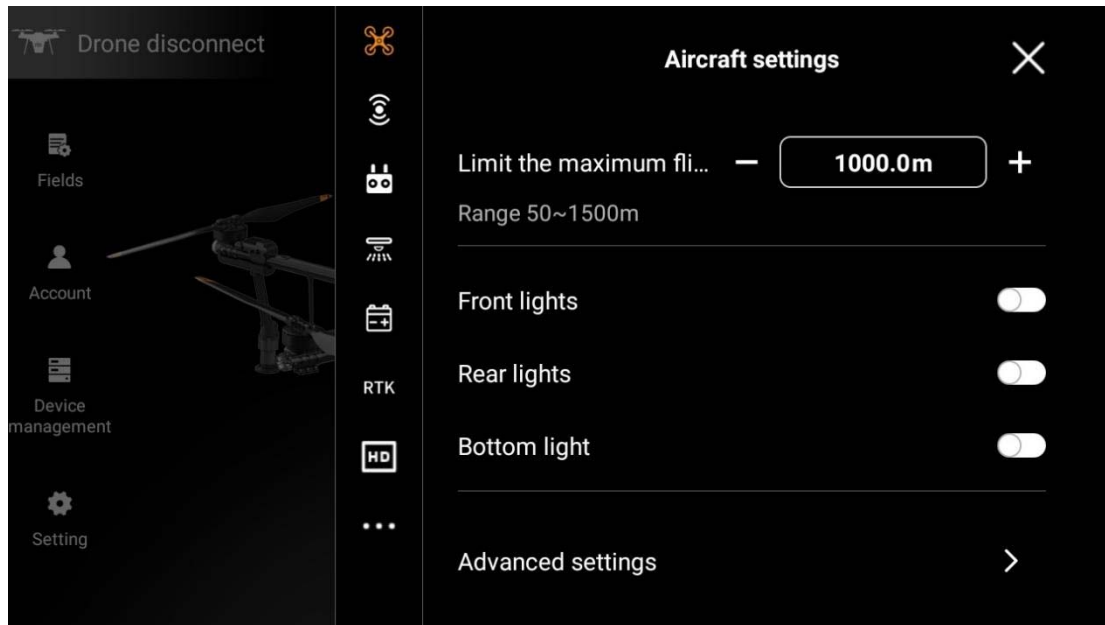 Drone disconnect
Fields
Account
Device
management
Setting
RTK
HD
Aircraft settings
Limit the maximum fli...
1000.0m
Range 50~1500m
Front lights
Rear lights
Bottom light
Advanced settings